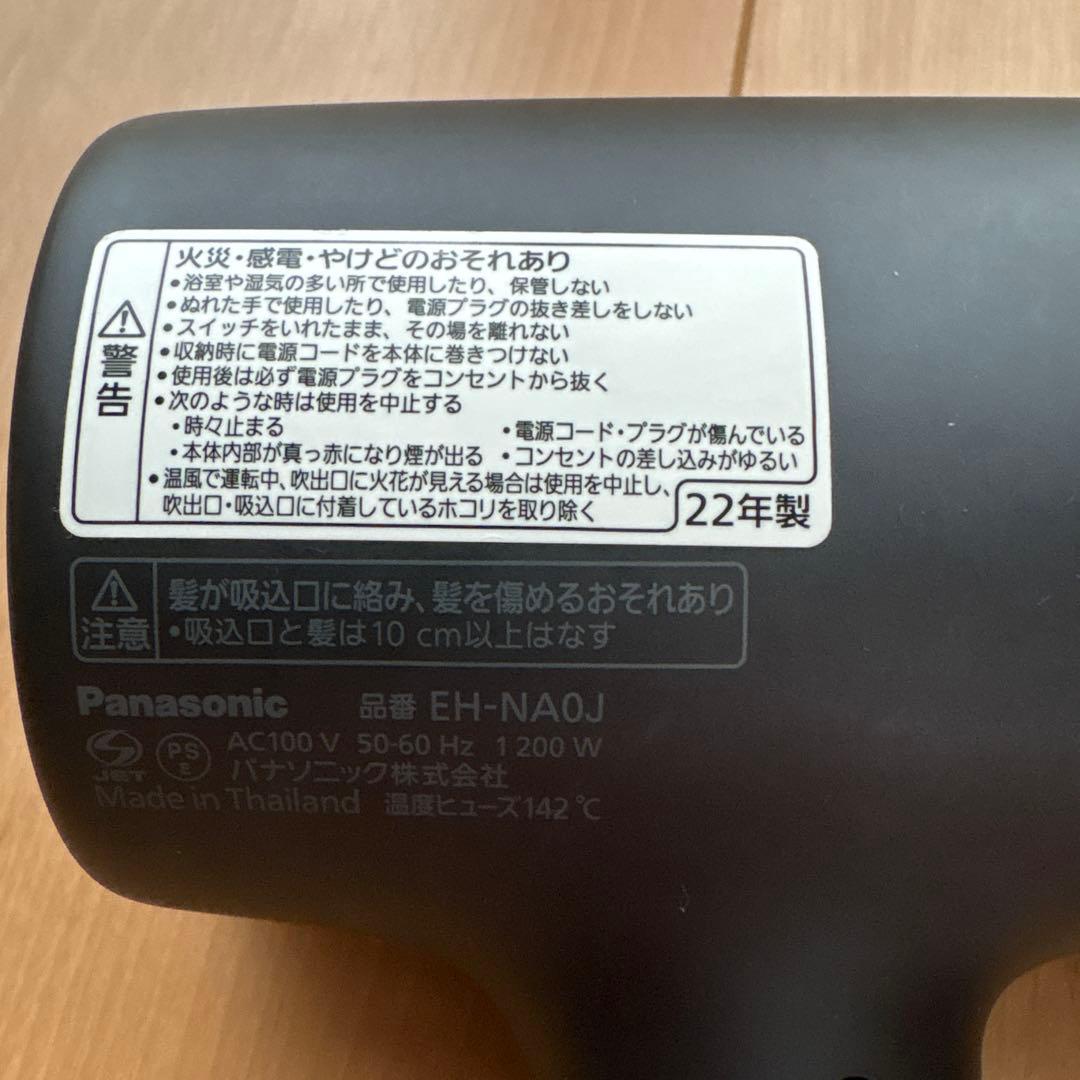 火災・感電・やけどのおそれあり
•浴室や湿気の多い所で使用したり、保管しない
•ぬれた手で使用したり、電源プラグの抜き差しをしない
•スイッチをいれたまま、その場を離れない
•収納時に電源コードを本体に巻きつけない
•使用後は必ず電源プラグをコンセントから抜く
•次のような時は使用を中止する
・時々止まる ・電源コード・プラグが傷んでいる
・本体内部が真っ赤になり煙が出る ・コンセントの差し込みがゆるい
•温風で運転中、吹出口に火花が見える場合は使用を中止し、
吹出口・吸込口に付着しているホコリを取り除く
警告
22年製
注意
髪が吸込口に絡み、髪を傷めるおそれあり
•吸込口と髪は10 cm以上はなす
Panasonic 品番 EH-NA0J
JET PS E AC100 V 50-60 Hz 1 200 W
パナソニック株式会社
Made in Thailand 温度ヒューズ142 ℃